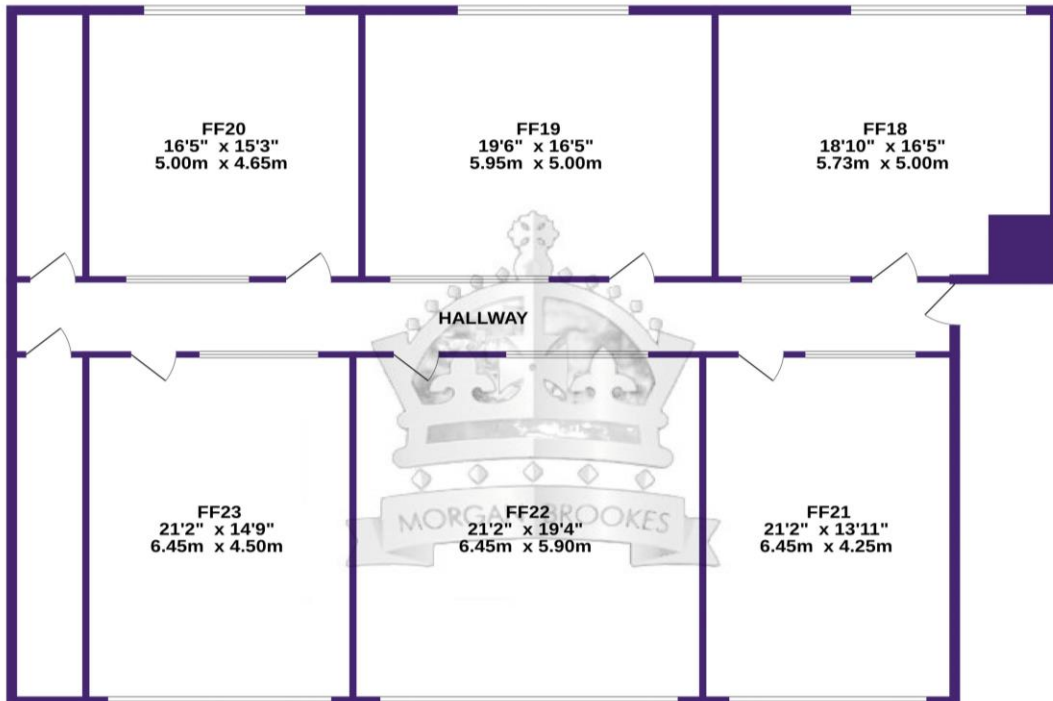 FF20
16'5" x 15'3"
5.00m x 4.65m
FF19
19'6" x 16'5"
5.95m x 5.00m
FF18
18'10" x 16'5"
5.73m x 5.00m
HALLWAY
FF23
21'2" x 14'9"
6.45m x 4.50m
FF22
21'2" x 19'4"
6.45m x 5.90m
FF21
21'2" x 13'11"
6.45m x 4.25m
MORGAN BROOKES